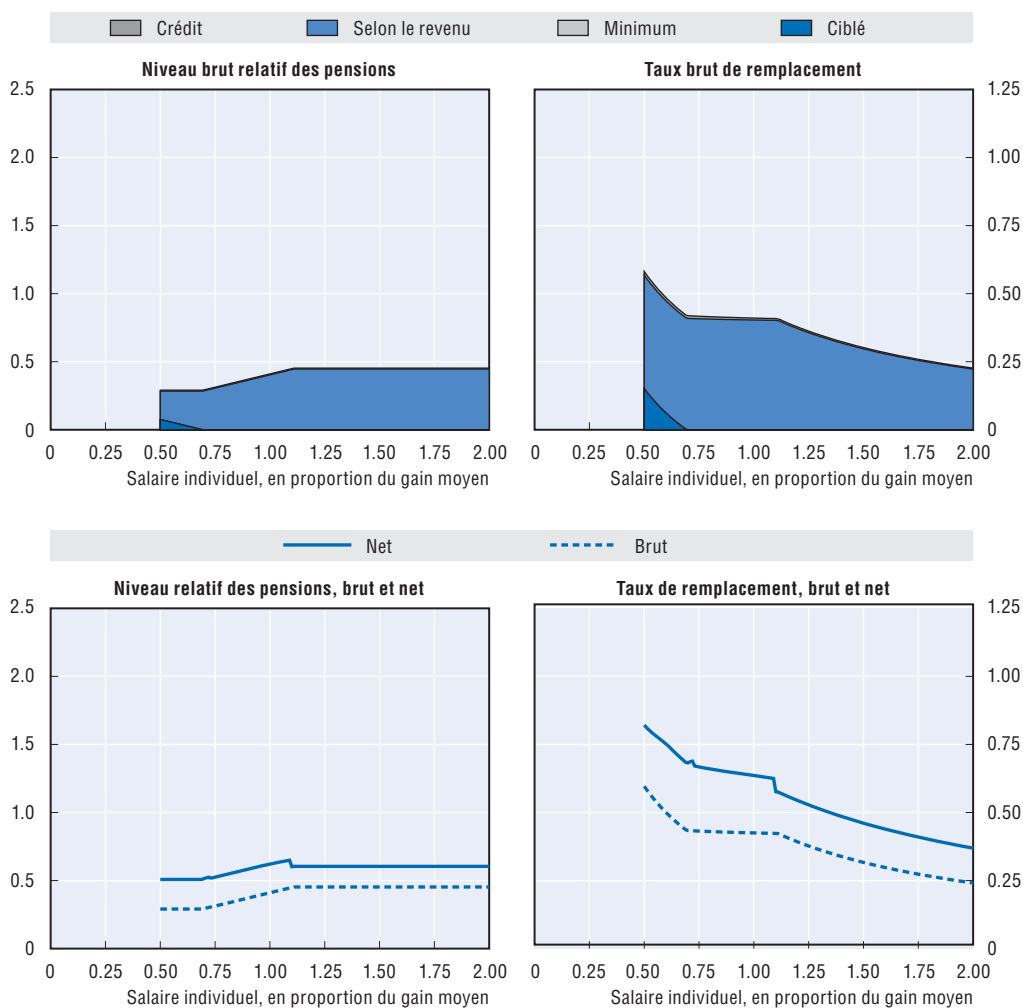 Crédit Selon le revenu Minimum Ciblé
Niveau brut relatif des pensions
2.5
2.0
1.5
1.0
0.5
0
0 0.25 0.50 0.75 1.00 1.25 1.50 1.75 2.00
Salaire individuel, en proportion du gain moyen
Taux brut de remplacement
1.25
1.00
0.75
0.50
0.25
0
0 0.25 0.50 0.75 1.00 1.25 1.50 1.75 2.00
Salaire individuel, en proportion du gain moyen
Net Brut
Niveau relatif des pensions, brut et net
2.5
2.0
1.5
1.0
0.5
0
0 0.25 0.50 0.75 1.00 1.25 1.50 1.75 2.00
Salaire individuel, en proportion du gain moyen
Taux de remplacement, brut et net
1.25
1.00
0.75
0.50
0.25
0
0 0.25 0.50 0.75 1.00 1.25 1.50 1.75 2.00
Salaire individuel, en proportion du gain moyen